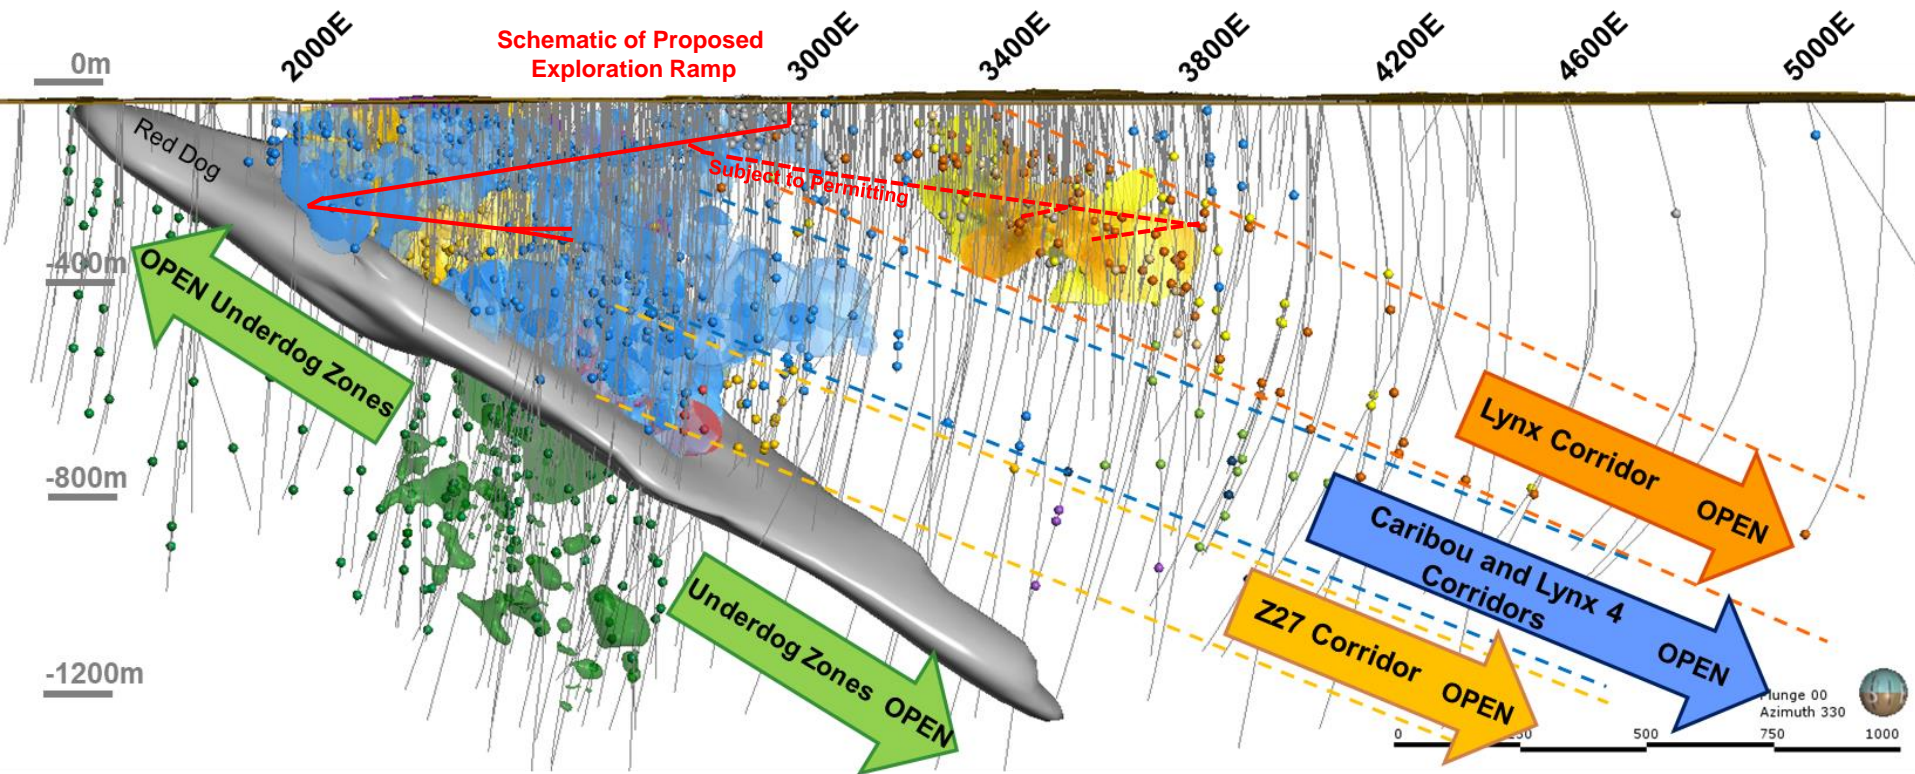 Schematic of Proposed
Exploration Ramp
2000E
3000E
3400E
3800E
4200E
4600E
5000E
0m
Red Dog
Subject to Permitting
-400m
OPEN Underdog Zones
-800m
Lynx Corridor OPEN
Caribou and Lynx 4
Corridors OPEN
Z27 Corridor OPEN
Underdog Zones OPEN
-1200m
Azimuth 330
0
500
750
1000